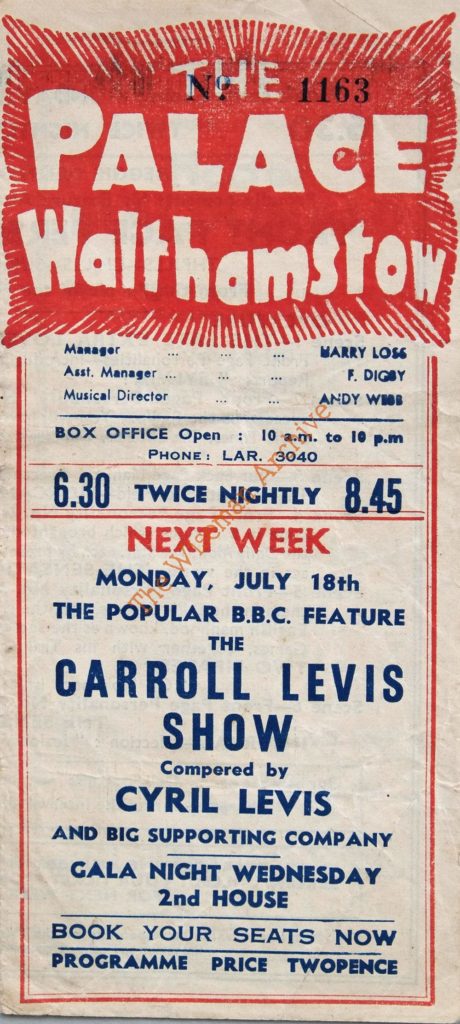 THE
Nº 1163
PALACE
Walthamstow
Manager ... ... ... HARRY LOSS
Asst. Manager ... ... ... F. DIGBY
Musical Director ... ... ANDY WEBB
BOX OFFICE Open : 10 a.m. to 10 p.m
PHONE: LAR. 3040
6.30 TWICE NIGHTLY 8.45
NEXT WEEK
MONDAY, JULY 18th
THE POPULAR B.B.C. FEATURE
THE
CARROLL LEVIS
SHOW
Compered by
CYRIL LEVIS
AND BIG SUPPORTING COMPANY
GALA NIGHT WEDNESDAY
2nd HOUSE
BOOK YOUR SEATS NOW
PROGRAMME PRICE TWOPENCE
The Wiseman Archive